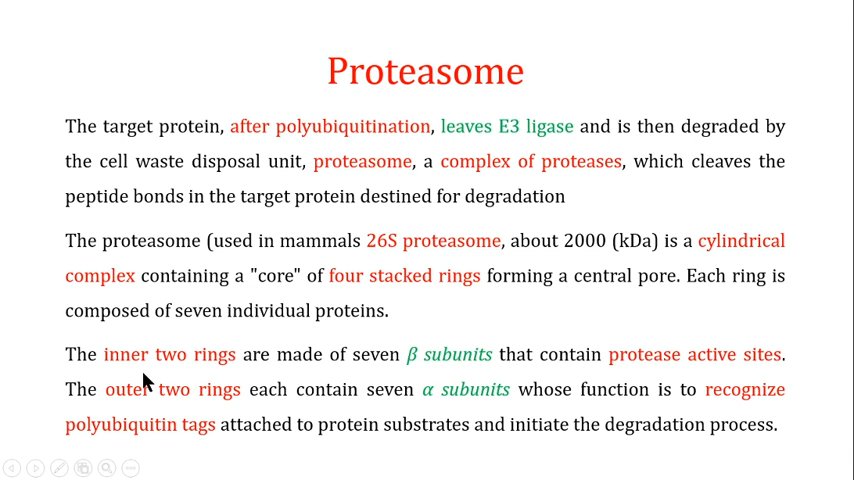 Proteasome
The target protein, after polyubiquitination, leaves E3 ligase and is then degraded by
the cell waste disposal unit, proteasome, a complex of proteases, which cleaves the
peptide bonds in the target protein destined for degradation
The proteasome (used in mammals 26S proteasome, about 2000 (kDa) is a cylindrical
complex containing a "core" of four stacked rings forming a central pore. Each ring is
composed of seven individual proteins.
The inner two rings are made of seven β subunits that contain protease active sites.
The outer two rings each contain seven α subunits whose function is to recognize
polyubiquitin tags attached to protein substrates and initiate the degradation process.